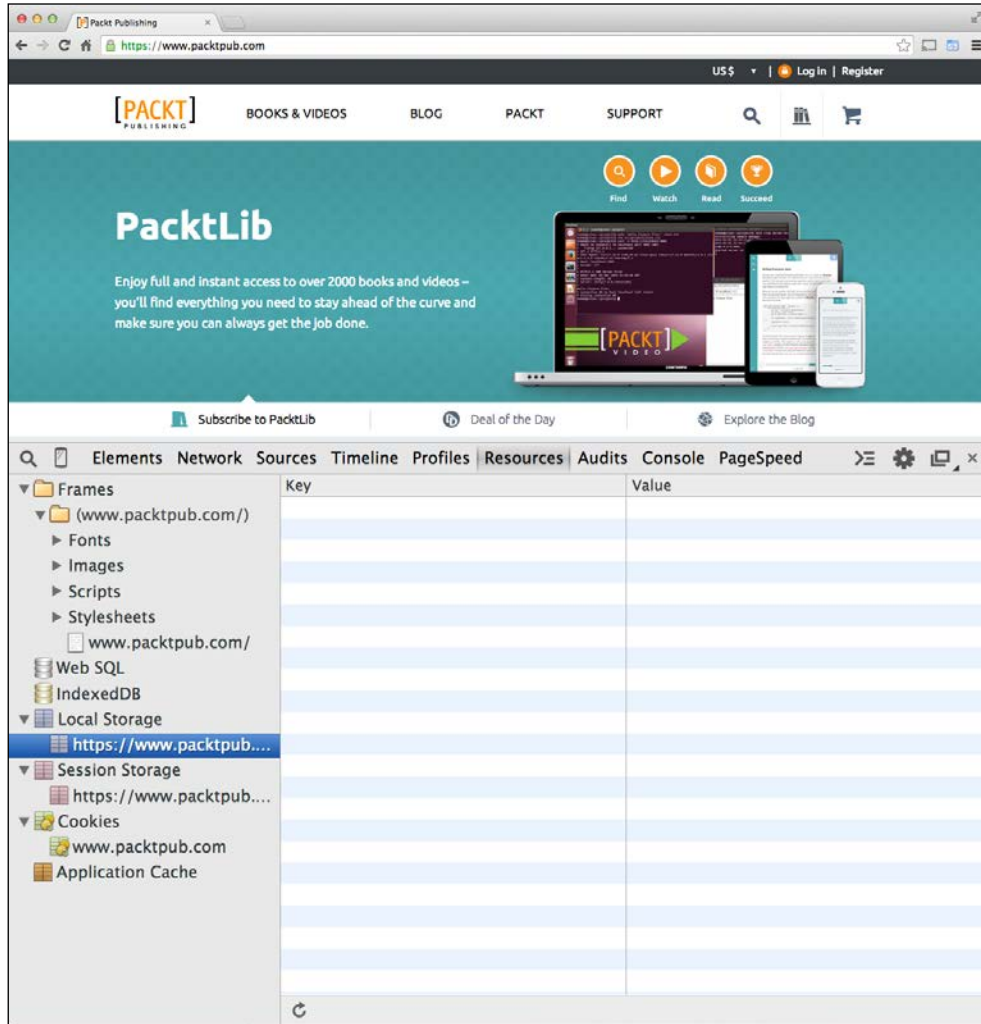 [P] Packt Publishing ×
https://www.packtpub.com
US $ ▾ | Log in | Register
[PACKT]
PUBLISHING
BOOKS & VIDEOS BLOG PACKT SUPPORT
Find Watch Read Succeed
PacktLib
Enjoy full and instant access to over 2000 books and videos –
you'll find everything you need to stay ahead of the curve and
make sure you can always get the job done.
[PACKT]
VIDEO
Subscribe to PacktLib Deal of the Day Explore the Blog
Elements Network Sources Timeline Profiles Resources Audits Console PageSpeed
Key Value
Frames
(www.packtpub.com/)
Fonts
Images
Scripts
Stylesheets
www.packtpub.com/
Web SQL
IndexedDB
Local Storage
https://www.packtpub....
Session Storage
https://www.packtpub....
Cookies
www.packtpub.com
Application Cache